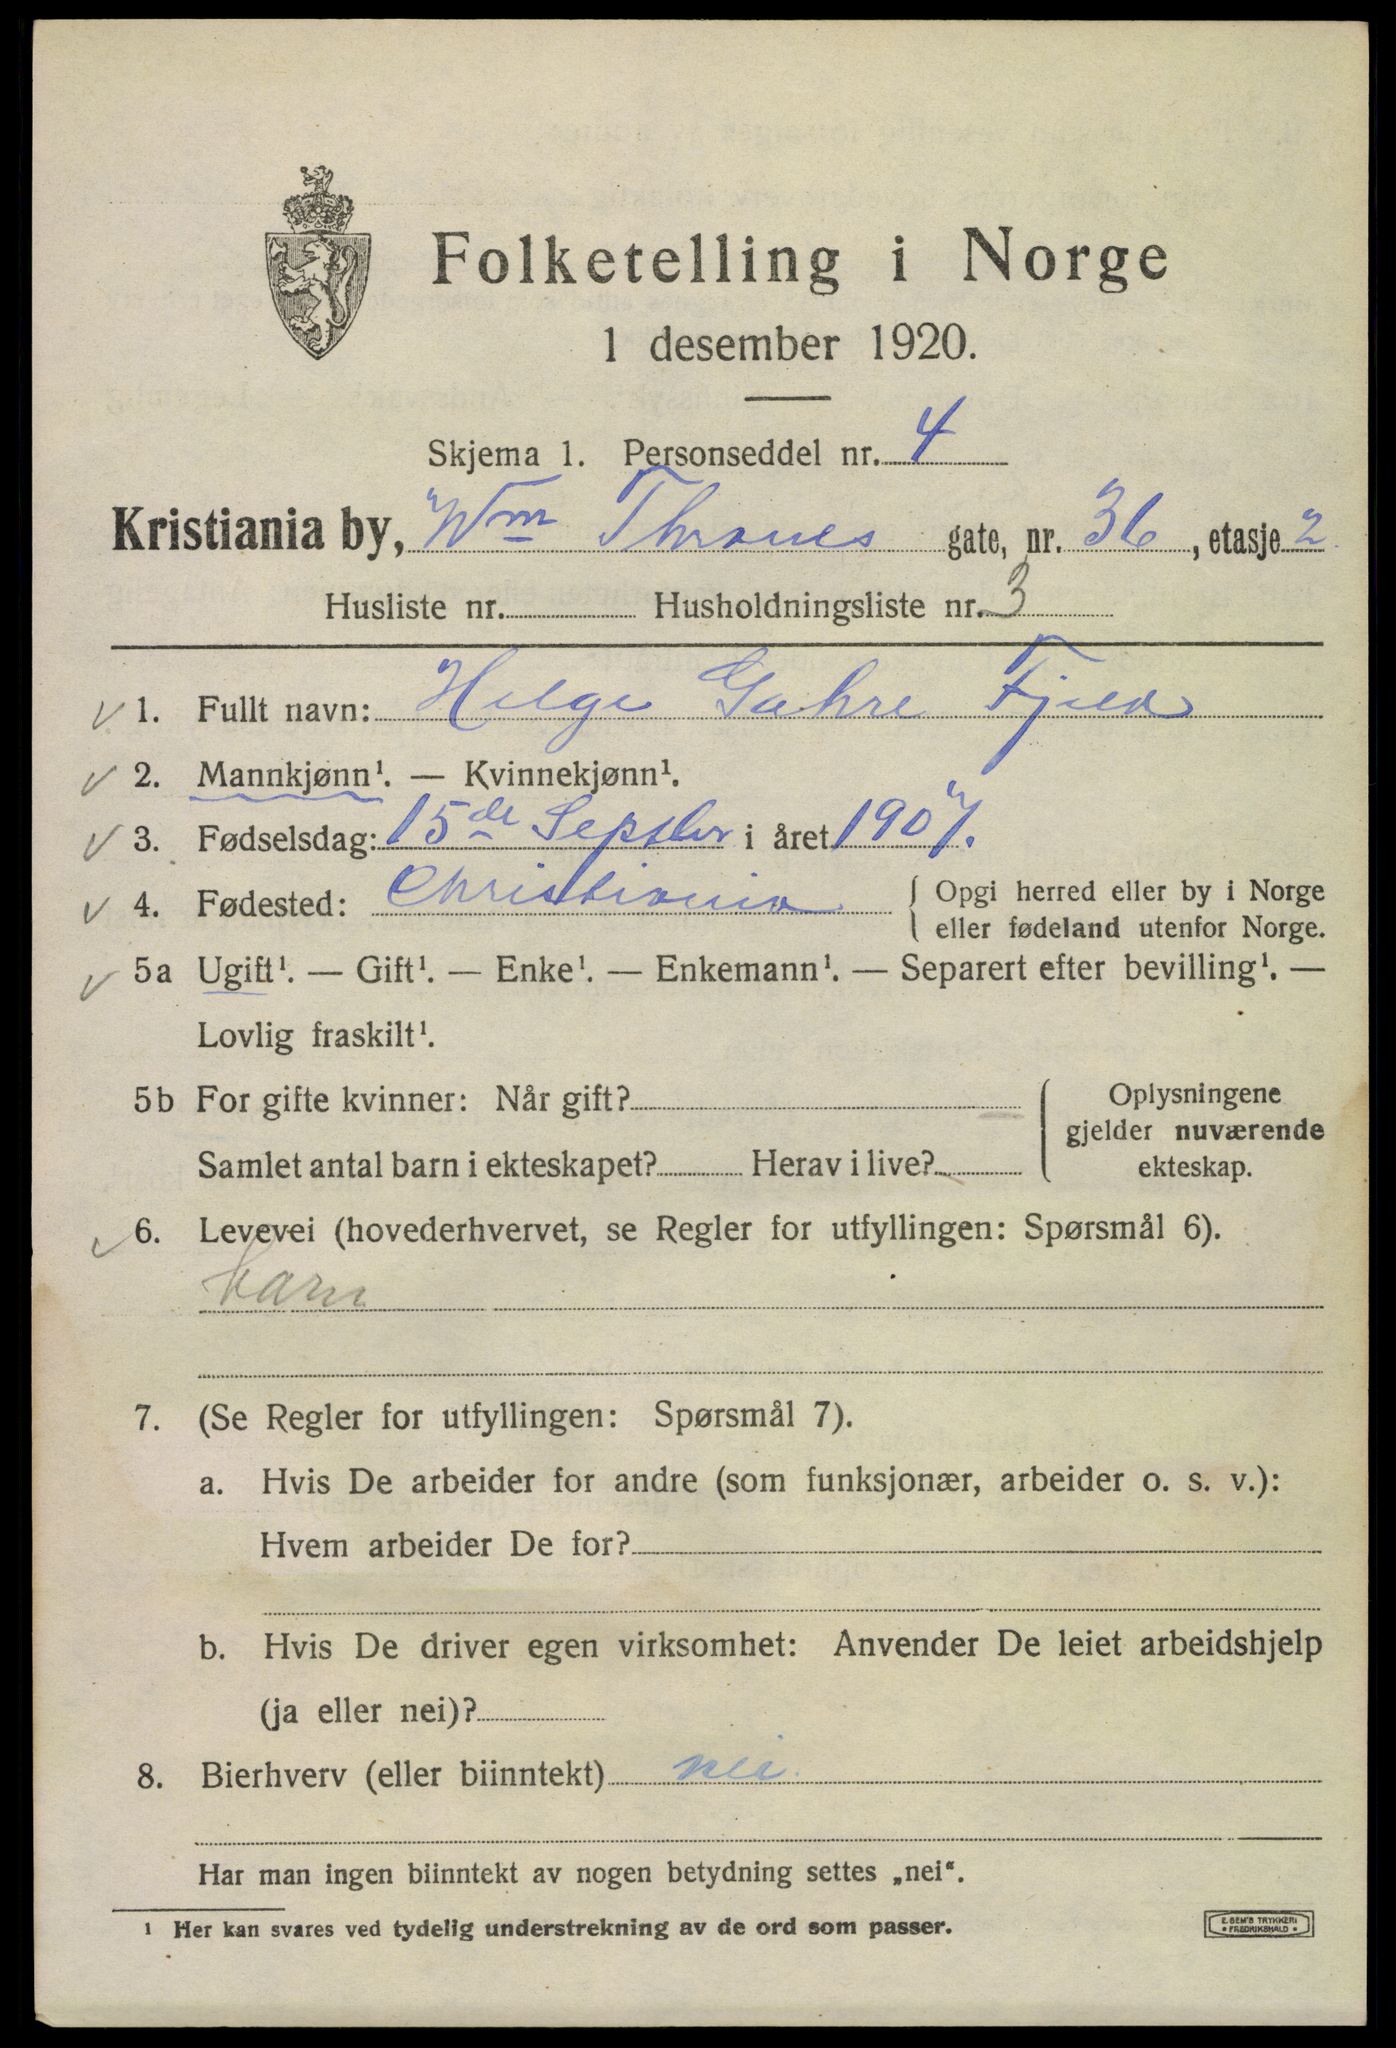 Folketelling i Norge
1 desember 1920.
Skjema 1. Personseddel nr. 4
Kristiania by, Wm Thranes gate, nr. 36, etasje 2
Husliste nr. Husholdningsliste nr. 3
1. Fullt navn: Helge Gahre Fjeld
2. Mannkjønn¹. — Kvinnekjønn¹.
3. Fødselsdag: 15de Septbr i året 1907.
4. Fødested: Christiania { Opgi herred eller by i Norge
eller fødeland utenfor Norge.
5a Ugift¹. — Gift¹. — Enke¹. — Enkemann¹. — Separert efter bevilling¹. —
Lovlig fraskilt¹.
5b For gifte kvinner: Når gift?
Samlet antal barn i ekteskapet? Herav i live?
Oplysningene
gjelder nuværende
ekteskap.
6. Levevei (hovederhvervet, se Regler for utfyllingen: Spørsmål 6).
barn
7. (Se Regler for utfyllingen: Spørsmål 7).
a. Hvis De arbeider for andre (som funksjonær, arbeider o. s. v.):
Hvem arbeider De for?
b. Hvis De driver egen virksomhet: Anvender De leiet arbeidshjelp
(ja eller nei)?
8. Bierhverv (eller biinntekt) nei.
Har man ingen biinntekt av nogen betydning settes „nei“.
¹ Her kan svares ved tydelig understrekning av de ord som passer.
E. SEM'S TRYKKERI
FREDRIKSHALD